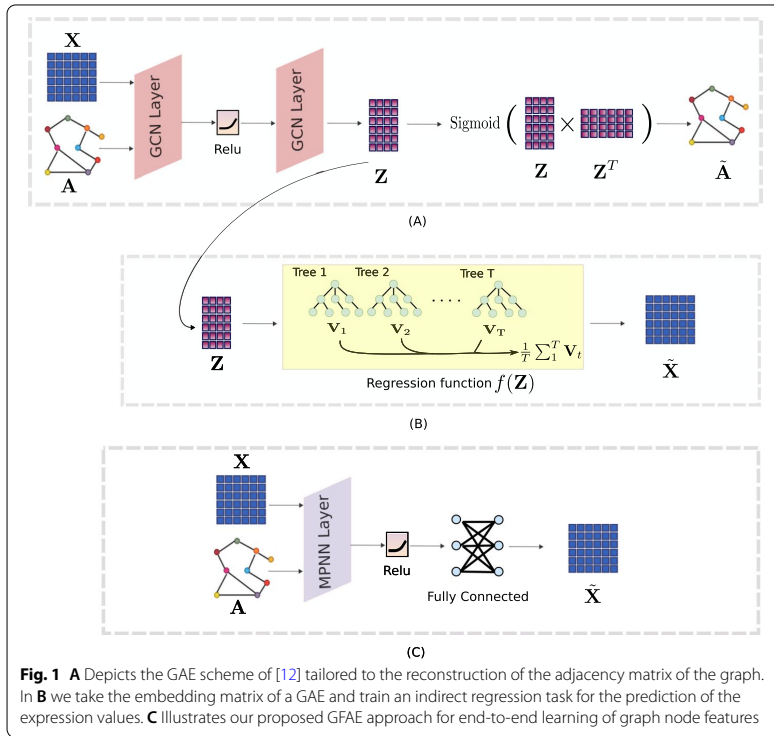 X
GCN Layer
GCN Layer
Relu
A
Z
Sigmoid ( Z × Z^T )
Ã
(A)
Tree 1 Tree 2 Tree T
· · · ·
V₁ V₂ V_T
1/T ∑₁ᵀ Vₜ
Z
Regression function f(Z)
X̃
(B)
X
MPNN Layer
A
Relu
Fully Connected
X̃
(C)
Fig. 1 A Depicts the GAE scheme of [12] tailored to the reconstruction of the adjacency matrix of the graph.
In B we take the embedding matrix of a GAE and train an indirect regression task for the prediction of the
expression values. C Illustrates our proposed GFAE approach for end-to-end learning of graph node features